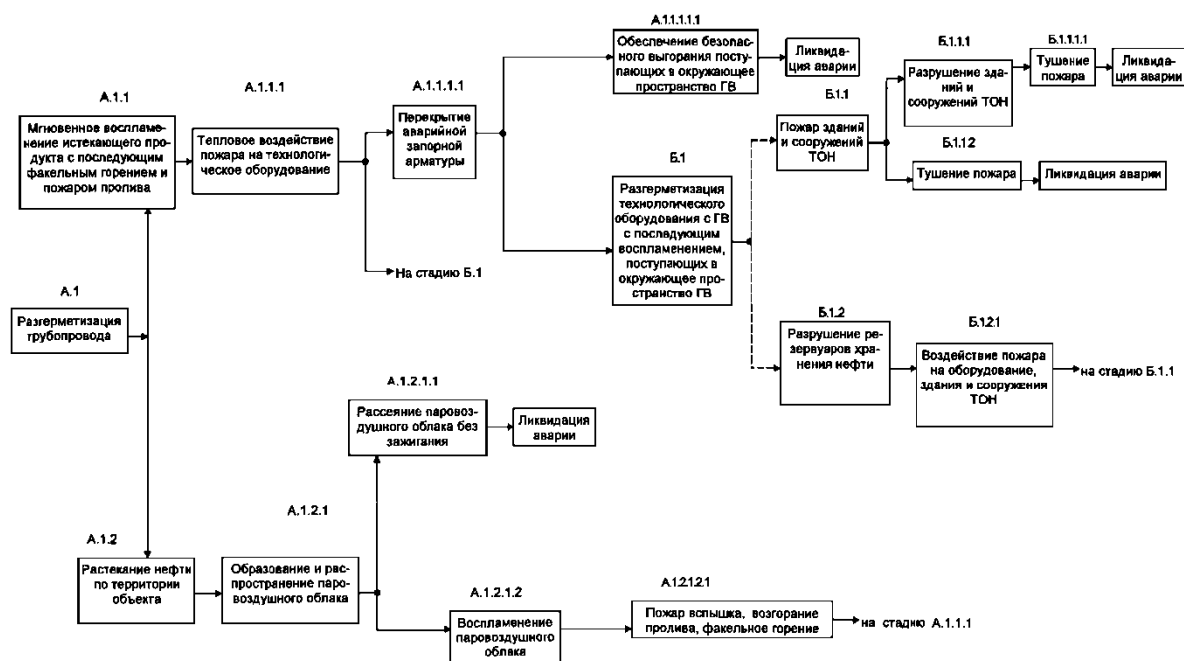 А.1.1.1.1.1
Обеспечение безопас-
ного выгорания посту-
пающих в окружающее
пространство ГВ
Ликвида-
ция аварии
Б.1.1.1
Разрушение зда-
ний и
сооружений ТОН
Б.1.1.1.1
Тушение
пожара
Ликвида-
ция аварии
А.1.1
Мгновенное воспламе-
нение истекающего про-
дукта с последующим
факельным горением и
пожаром пролива
А.1.1.1
Тепловое воздействие
пожара на технологи-
ческое оборудование
А.1.1.1.1
Перекрытие
аварийной
запорной
арматуры
Б.1.1
Пожар зданий
и сооружений
ТОН
Б.1.1.2
Тушение пожара
Ликвидация аварии
Б.1
Разгерметизация
технологического
оборудования с ГВ
с последующим
воспламенением,
поступающих в
окружающее про-
странство ГВ
На стадию Б.1
А.1
Разгерметизация
трубопровода
Б.1.2
Разрушение ре-
зервуаров хра-
нения нефти
Б.1.2.1
Воздействие пожара
на оборудование,
здания и сооружения
ТОН
на стадию Б.1.1
А.1.2.1.1
Рассеяние паровоз-
душного облака без
зажигания
Ликвидация
аварии
А.1.2
Растекание нефти
по территории
объекта
А.1.2.1
Образование и рас-
пространение паро-
воздушного облака
А.1.2.1.2
Воспламенение
паровоздушного
облака
А.1.2.1.2.1
Пожар вспышка, возгорание
пролива, факельное горение
на стадию А.1.1.1